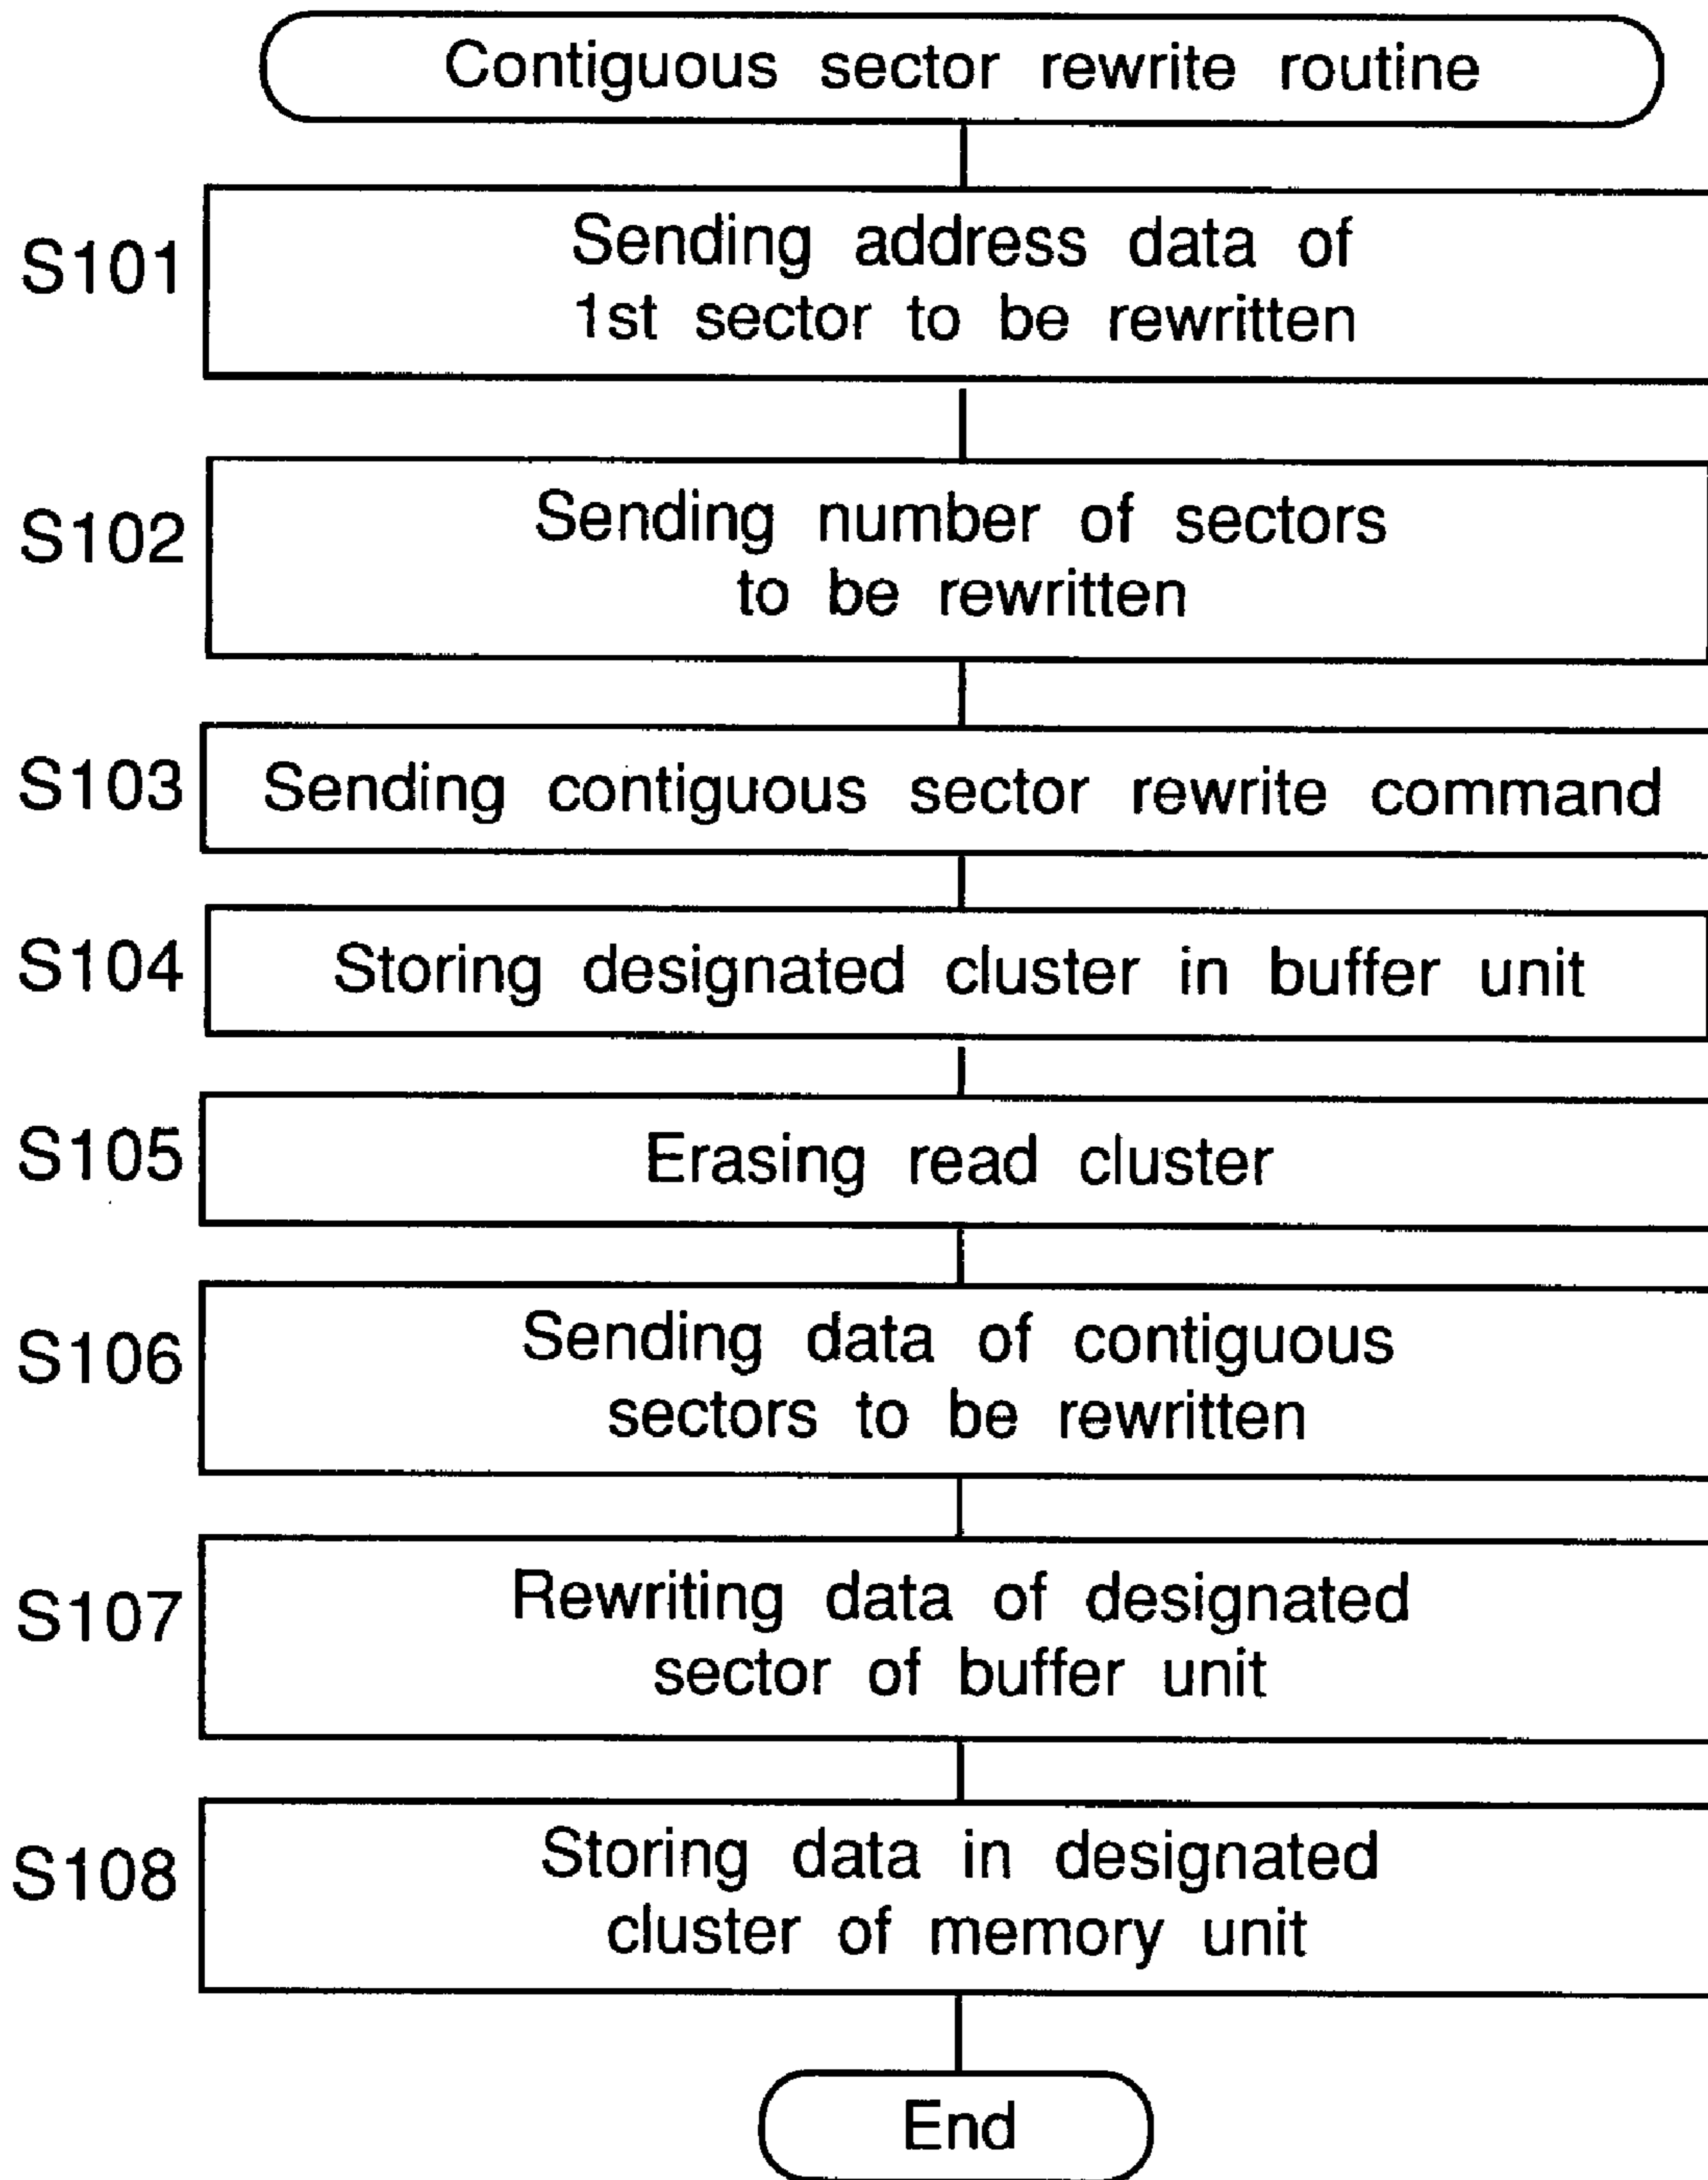 Contiguous sector rewrite routine
S101
Sending address data of
1st sector to be rewritten
S102
Sending number of sectors
to be rewritten
S103
Sending contiguous sector rewrite command
S104
Storing designated cluster in buffer unit
S105
Erasing read cluster
S106
Sending data of contiguous
sectors to be rewritten
S107
Rewriting data of designated
sector of buffer unit
S108
Storing data in designated
cluster of memory unit
End